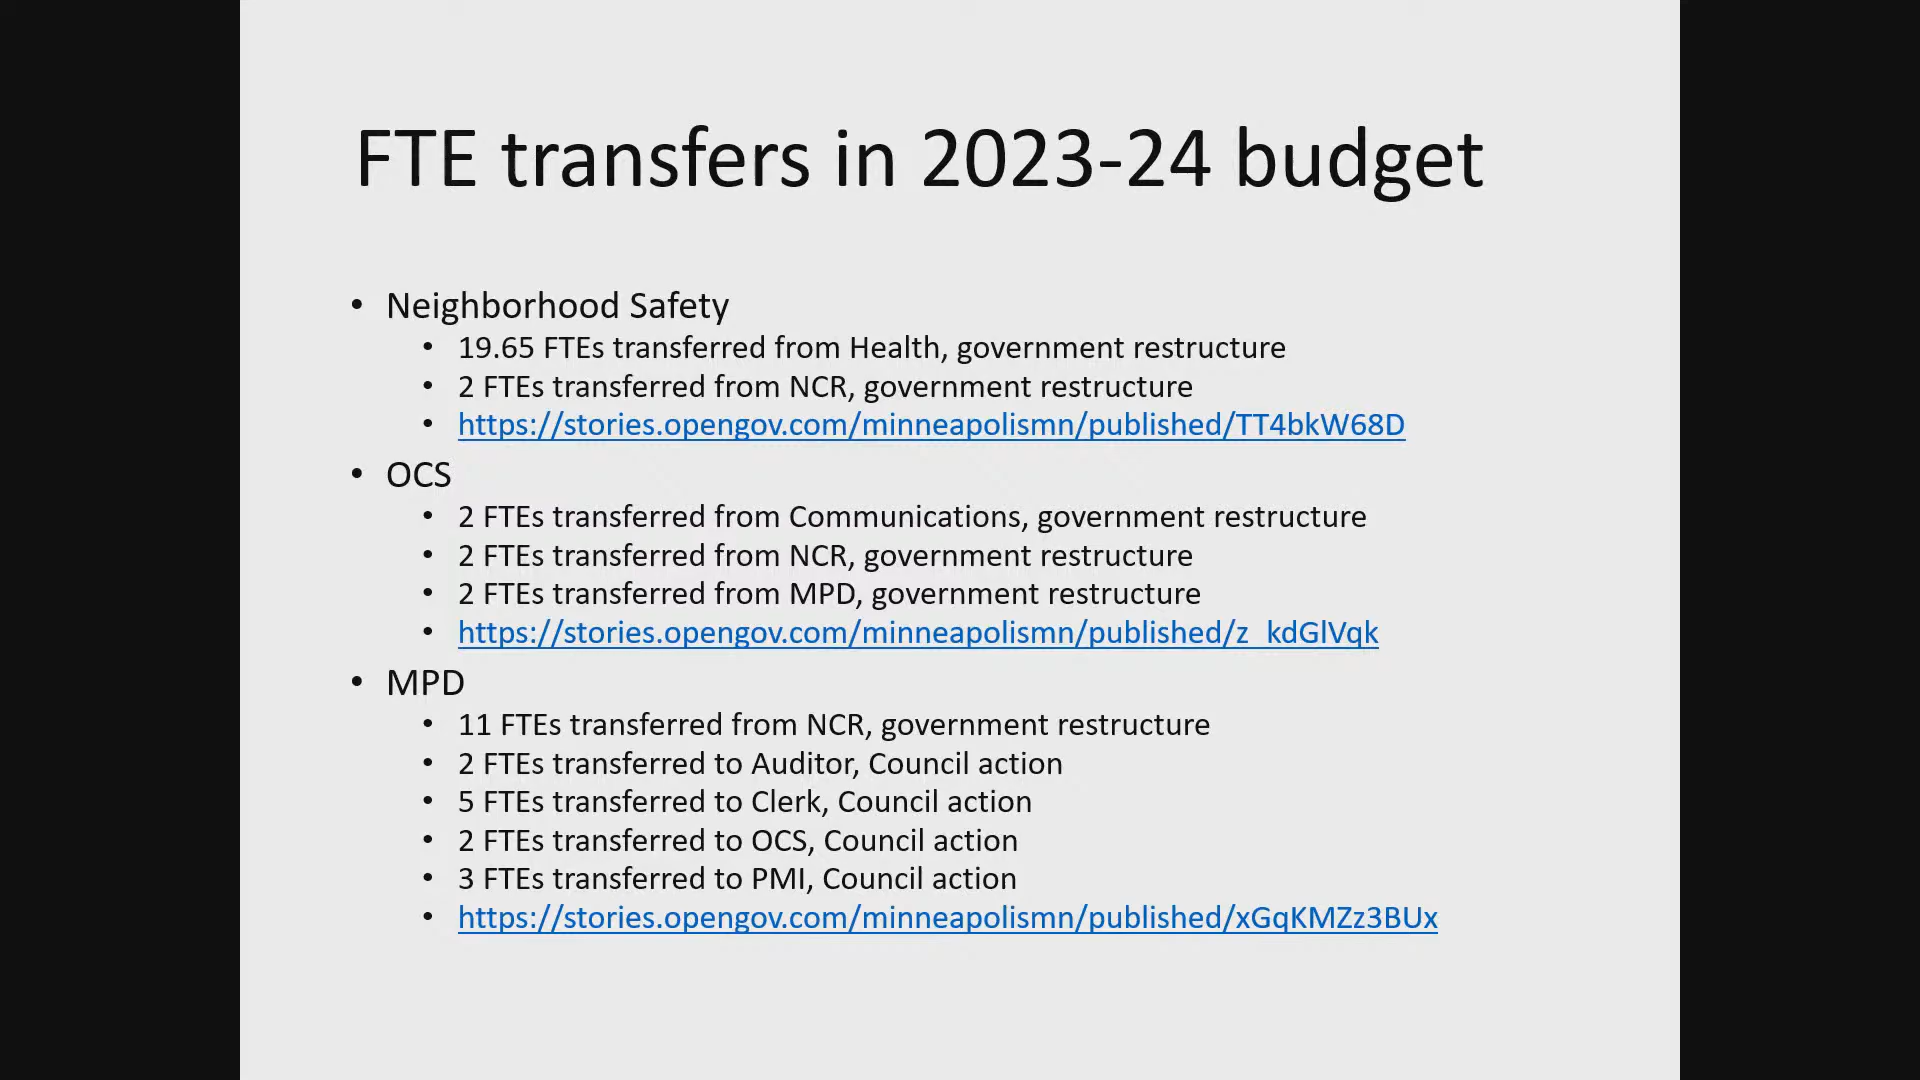 FTE transfers in 2023-24 budget
• Neighborhood Safety
• 19.65 FTEs transferred from Health, government restructure
• 2 FTEs transferred from NCR, government restructure
• https://stories.opengov.com/minneapolismn/published/TT4bkW68D
• OCS
• 2 FTEs transferred from Communications, government restructure
• 2 FTEs transferred from NCR, government restructure
• 2 FTEs transferred from MPD, government restructure
• https://stories.opengov.com/minneapolismn/published/z_kdGlVqk
• MPD
• 11 FTEs transferred from NCR, government restructure
• 2 FTEs transferred to Auditor, Council action
• 5 FTEs transferred to Clerk, Council action
• 2 FTEs transferred to OCS, Council action
• 3 FTEs transferred to PMI, Council action
• https://stories.opengov.com/minneapolismn/published/xGqKMZz3BUx